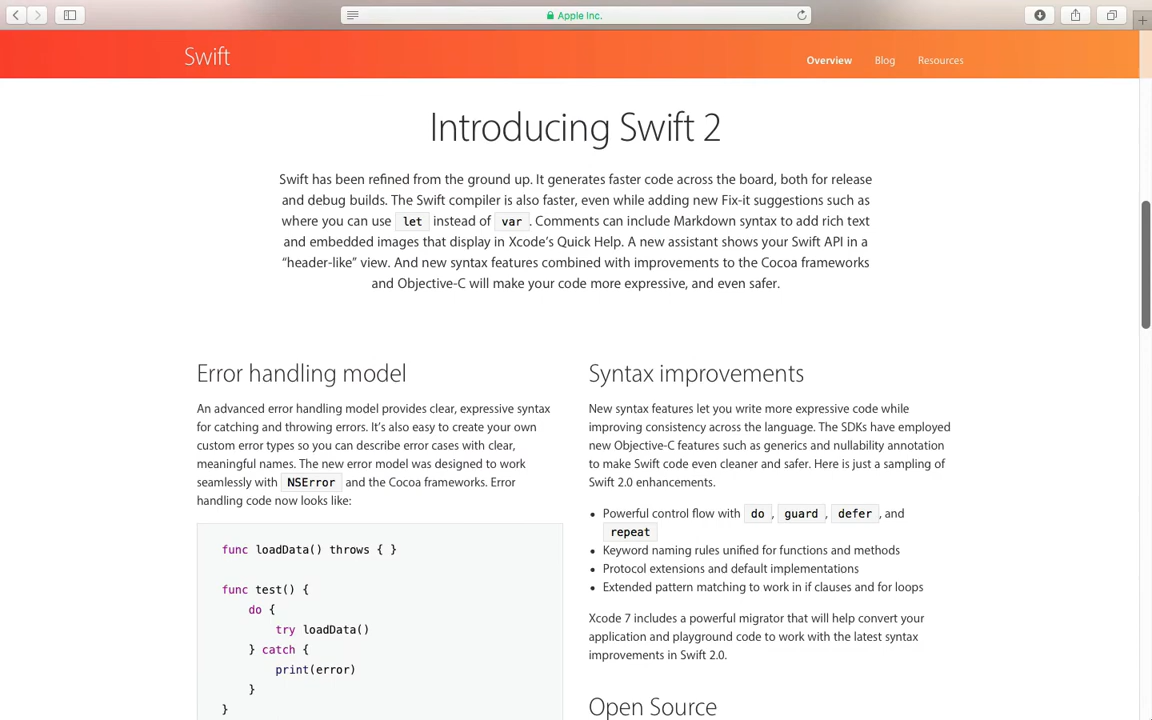 Apple Inc.
Swift
Overview Blog Resources
Introducing Swift 2
Swift has been refined from the ground up. It generates faster code across the board, both for release
and debug builds. The Swift compiler is also faster, even while adding new Fix-it suggestions such as
where you can use let instead of var. Comments can include Markdown syntax to add rich text
and embedded images that display in Xcode’s Quick Help. A new assistant shows your Swift API in a
“header-like” view. And new syntax features combined with improvements to the Cocoa frameworks
and Objective-C will make your code more expressive, and even safer.
Error handling model
An advanced error handling model provides clear, expressive syntax
for catching and throwing errors. It’s also easy to create your own
custom error types so you can describe error cases with clear,
meaningful names. The new error model was designed to work
seamlessly with NSError and the Cocoa frameworks. Error
handling code now looks like:
func loadData() throws { }
func test() {
do {
try loadData()
} catch {
print(error)
}
}
Syntax improvements
New syntax features let you write more expressive code while
improving consistency across the language. The SDKs have employed
new Objective-C features such as generics and nullability annotation
to make Swift code even cleaner and safer. Here is just a sampling of
Swift 2.0 enhancements.
• Powerful control flow with do, guard, defer, and
repeat
• Keyword naming rules unified for functions and methods
• Protocol extensions and default implementations
• Extended pattern matching to work in if clauses and for loops
Xcode 7 includes a powerful migrator that will help convert your
application and playground code to work with the latest syntax
improvements in Swift 2.0.
Open Source